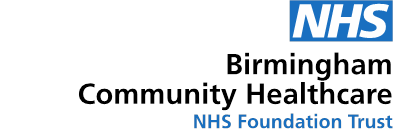 NHS
Birmingham
Community Healthcare
NHS Foundation Trust